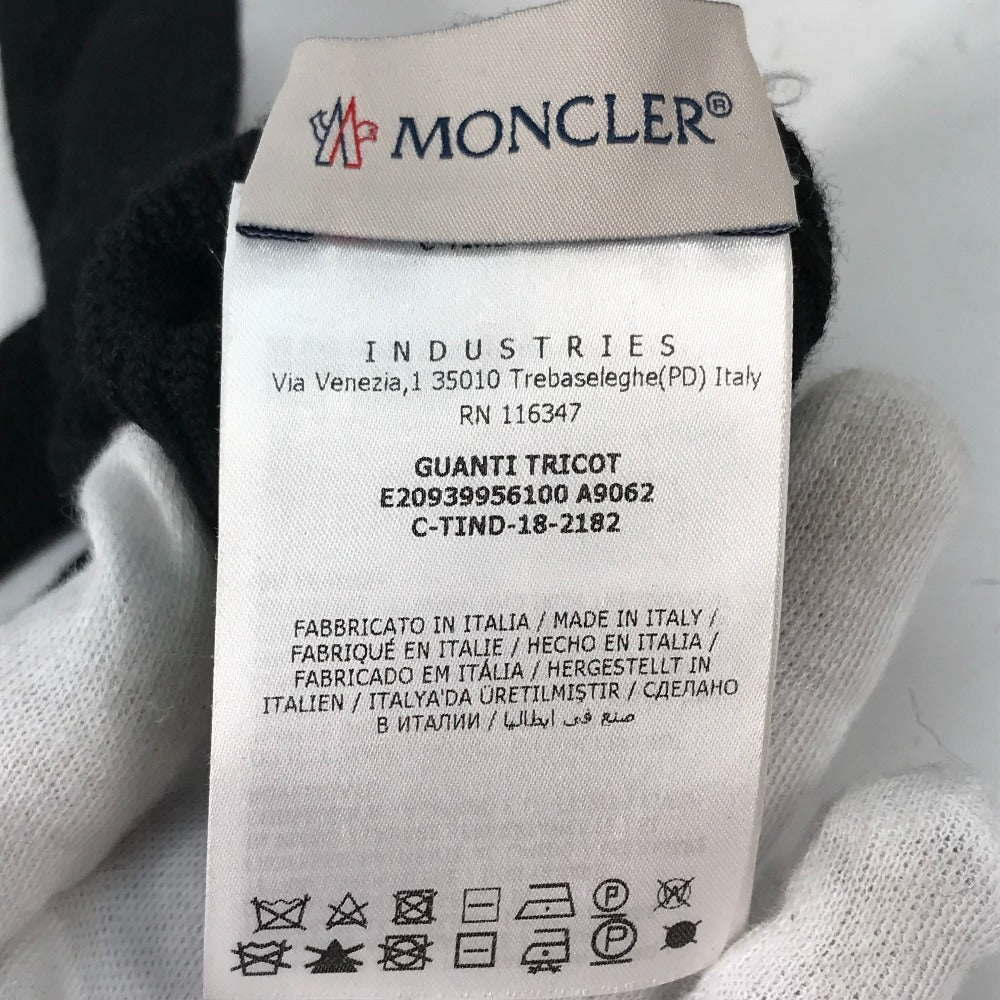 MONCLER®
INDUSTRIES
Via Venezia,1 35010 Trebaseleghe(PD) Italy
RN 116347
GUANTI TRICOT
E20939956100 A9062
C-TIND-18-2182
FABBRICATO IN ITALIA / MADE IN ITALY /
FABRIQUÉ EN ITALIE / HECHO EN ITALIA /
FABRICADO EM ITÁLIA / HERGESTELLT IN
ITALIEN / ITALYA'DA ÜRETILMIŞTIR / СДЕЛАНО
В ИТАЛИИ / صنع في ايطاليا
P W
P